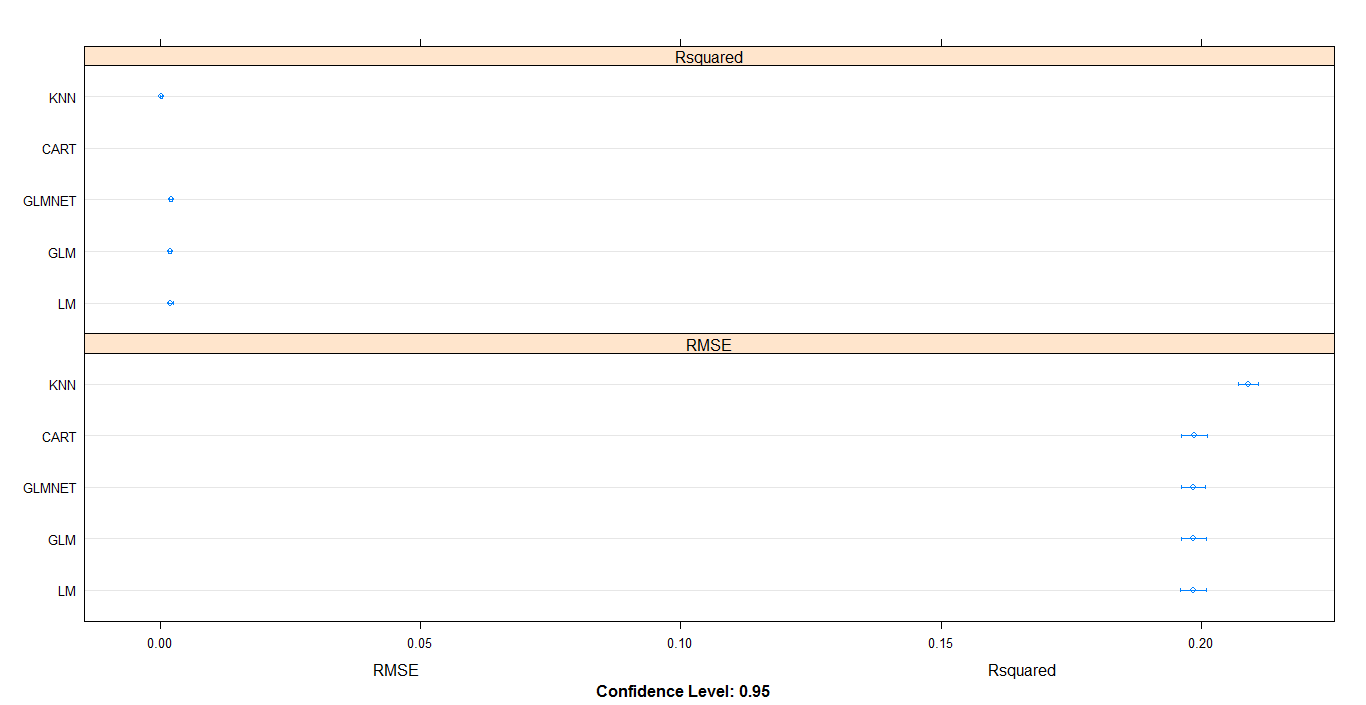 Rsquared
KNN
CART
GLMNET
GLM
LM
RMSE
KNN
CART
GLMNET
GLM
LM
0.00 0.05 0.10 0.15 0.20
RMSE Rsquared
Confidence Level: 0.95